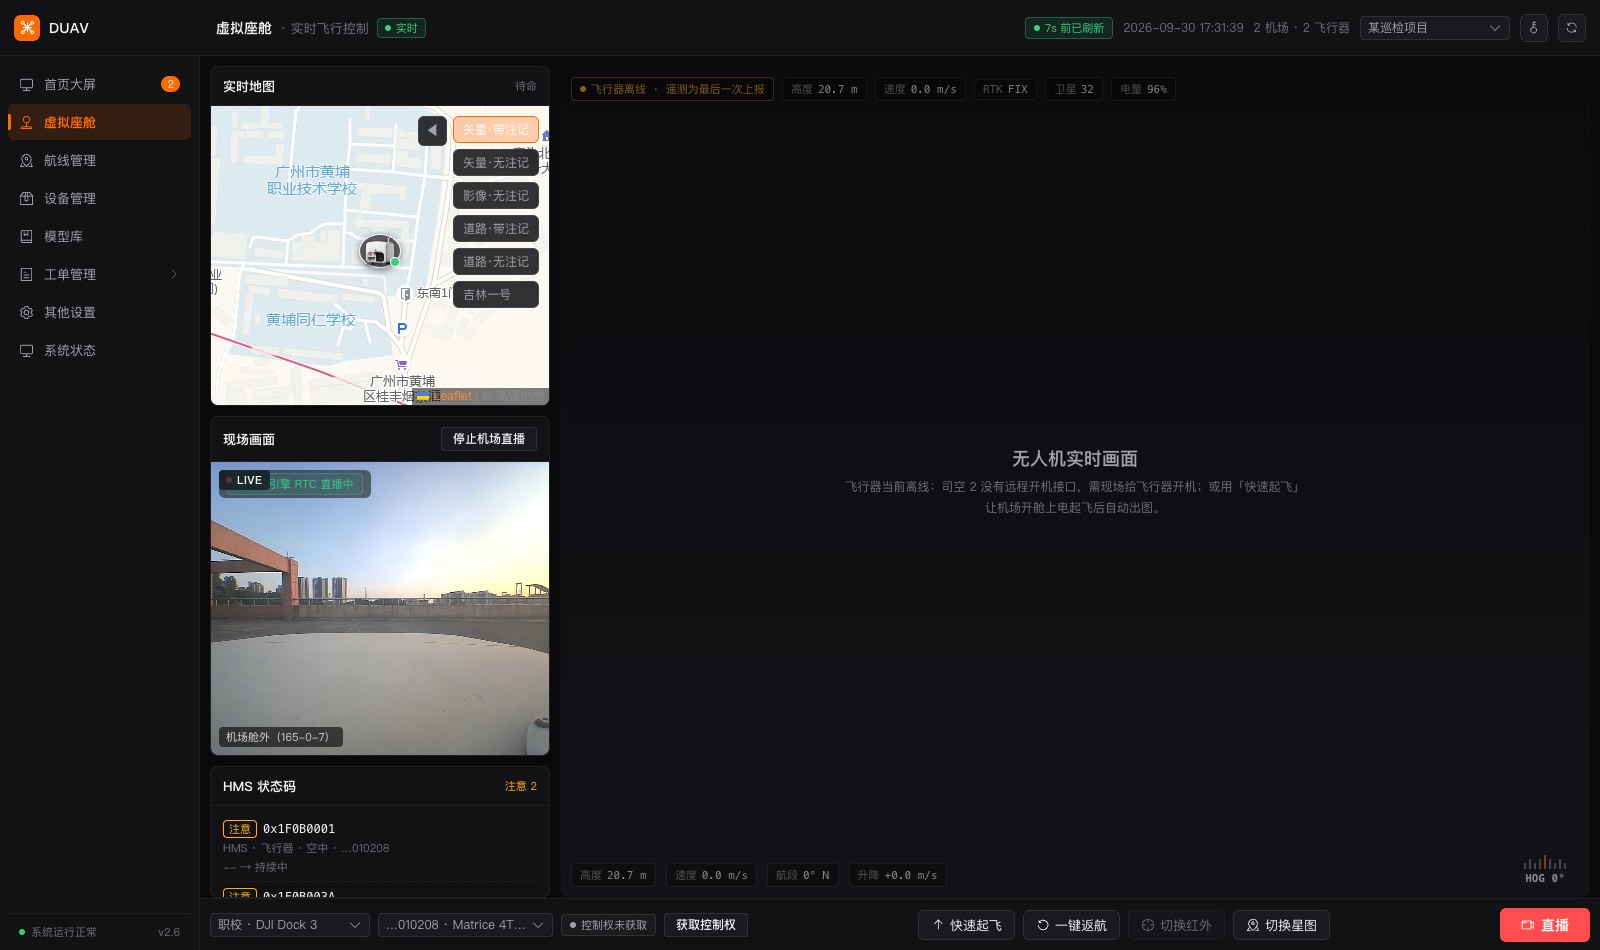 DUAV
虚拟座舱 · 实时飞行控制
实时
7s 前已刷新
2026-09-30 17:31:39
2 机场 · 2 飞行器
某巡检项目
首页大屏
2
虚拟座舱
航线管理
设备管理
模型库
工单管理
其他设置
系统状态
系统运行正常
v2.6
实时地图
待命
矢量·带注记
矢量·无注记
影像·无注记
道路·带注记
道路·无注记
吉林一号
广州市黄埔
职业技术学校
东南1门
黄埔同仁学校
P
广州市黄埔
现场画面
停止机场直播
LIVE
引擎 RTC 直播中
机场舱外（165-0-7）
HMS 状态码
注意 2
注意 0x1F0B0001
HMS · 飞行器 · 空中 · ...010208
-- → 持续中
注意 0x1F0B003A
飞行器离线 · 遥测为最后一次上报
高度 20.7 m
速度 0.0 m/s
RTK FIX
卫星 32
电量 96%
无人机实时画面
飞行器当前离线：司空 2 没有远程开机接口，需现场给飞行器开机；或用「快速起飞」
让机场开舱上电起飞后自动出图。
高度 20.7 m
速度 0.0 m/s
航段 0° N
升降 +0.0 m/s
HOG 0°
职校 · DJI Dock 3
...010208 · Matrice 4T...
控制权未获取
获取控制权
快速起飞
一键返航
切换红外
切换星图
直播